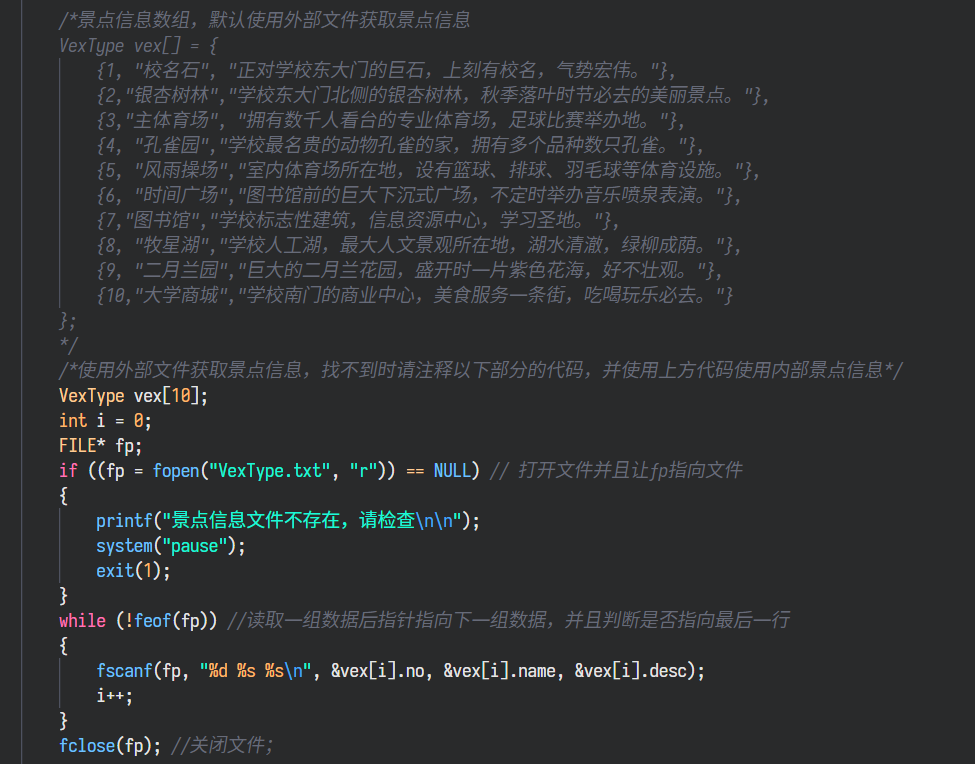 /*景点信息数组，默认使用外部文件获取景点信息
VexType vex[] = {
{1, "校名石", "正对学校东大门的巨石，上刻有校名，气势宏伟。"},
{2,"银杏树林","学校东大门北侧的银杏树林，秋季落叶时节必去的美丽景点。"},
{3,"主体育场", "拥有数千人看台的专业体育场，足球比赛举办地。"},
{4, "孔雀园","学校最名贵的动物孔雀的家，拥有多个品种数只孔雀。"},
{5, "风雨操场","室内体育场所在地，设有篮球、排球、羽毛球等体育设施。"},
{6, "时间广场","图书馆前的巨大下沉式广场，不定时举办音乐喷泉表演。"},
{7,"图书馆","学校标志性建筑，信息资源中心，学习圣地。"},
{8, "牧星湖","学校人工湖，最大人文景观所在地，湖水清澈，绿柳成荫。"},
{9, "二月兰园","巨大的二月兰花园，盛开时一片紫色花海，好不壮观。"},
{10,"大学商城","学校南门的商业中心，美食服务一条街，吃喝玩乐必去。"}
};
*/
/*使用外部文件获取景点信息，找不到时请注释以下部分的代码，并使用上方代码使用内部景点信息*/
VexType vex[10];
int i = 0;
FILE* fp;
if ((fp = fopen("VexType.txt", "r")) == NULL) // 打开文件并且让fp指向文件
{
printf("景点信息文件不存在，请检查\n\n");
system("pause");
exit(1);
}
while (!feof(fp)) //读取一组数据后指针指向下一组数据，并且判断是否指向最后一行
{
fscanf(fp, "%d %s %s\n", &vex[i].no, &vex[i].name, &vex[i].desc);
i++;
}
fclose(fp); //关闭文件；